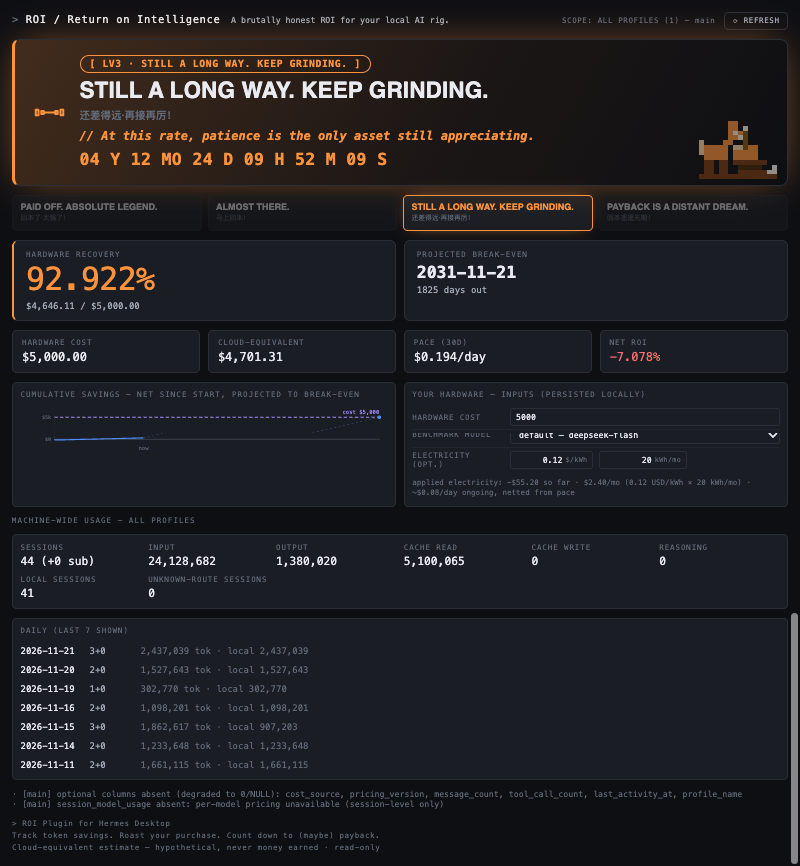 > ROI / Return on Intelligence A brutally honest ROI for your local AI rig.
SCOPE: ALL PROFILES (1) — main
◇ REFRESH
[ LV3 · STILL A LONG WAY. KEEP GRINDING. ]
STILL A LONG WAY. KEEP GRINDING.
还差得远·再接再厉!
// At this rate, patience is the only asset still appreciating.
04 Y 12 MO 24 D 09 H 52 M 09 S
PAID OFF. ABSOLUTE LEGEND.
ALMOST THERE.
马上回本!
STILL A LONG WAY. KEEP GRINDING.
还差得远·再接再厉!
PAYBACK IS A DISTANT DREAM.
HARDWARE RECOVERY
92.922%
$4,646.11 / $5,000.00
PROJECTED BREAK-EVEN
2031-11-21
1825 days out
HARDWARE COST
$5,000.00
CLOUD-EQUIVALENT
$4,701.31
PACE (30D)
$0.194/day
NET ROI
-7.078%
CUMULATIVE SAVINGS — NET SINCE START, PROJECTED TO BREAK-EVEN
cost $5,000
$5k
$0
now
YOUR HARDWARE — INPUTS (PERSISTED LOCALLY)
HARDWARE COST 5000
BENCHMARK MODEL default — deepseek-flash
ELECTRICITY (OPT.) 0.12 $/kWh 20 kWh/mo
applied electricity: −$55.20 so far · $2.40/mo (0.12 USD/kWh × 20 kWh/mo) ·
~$0.08/day ongoing, netted from pace
MACHINE-WIDE USAGE — ALL PROFILES
SESSIONS INPUT OUTPUT CACHE READ CACHE WRITE REASONING
44 (+0 sub) 24,128,682 1,380,020 5,100,065 0 0
LOCAL SESSIONS UNKNOWN-ROUTE SESSIONS
41 0
DAILY (LAST 7 SHOWN)
2026-11-21 3+0 2,437,039 tok · local 2,437,039
2026-11-20 2+0 1,527,643 tok · local 1,527,643
2026-11-19 1+0 302,770 tok · local 302,770
2026-11-16 2+0 1,098,201 tok · local 1,098,201
2026-11-15 3+0 1,862,617 tok · local 907,203
2026-11-14 2+0 1,233,648 tok · local 1,233,648
2026-11-11 2+0 1,661,115 tok · local 1,661,115
· [main] optional columns absent (degraded to 0/NULL): cost_source, pricing_version, message_count, tool_call_count, last_activity_at, profile_name
· [main] session_model_usage absent: per-model pricing unavailable (session-level only)
> ROI Plugin for Hermes Desktop
Track token savings. Roast your purchase. Count down to (maybe) payback.
Cloud-equivalent estimate — hypothetical, never money earned · read-only